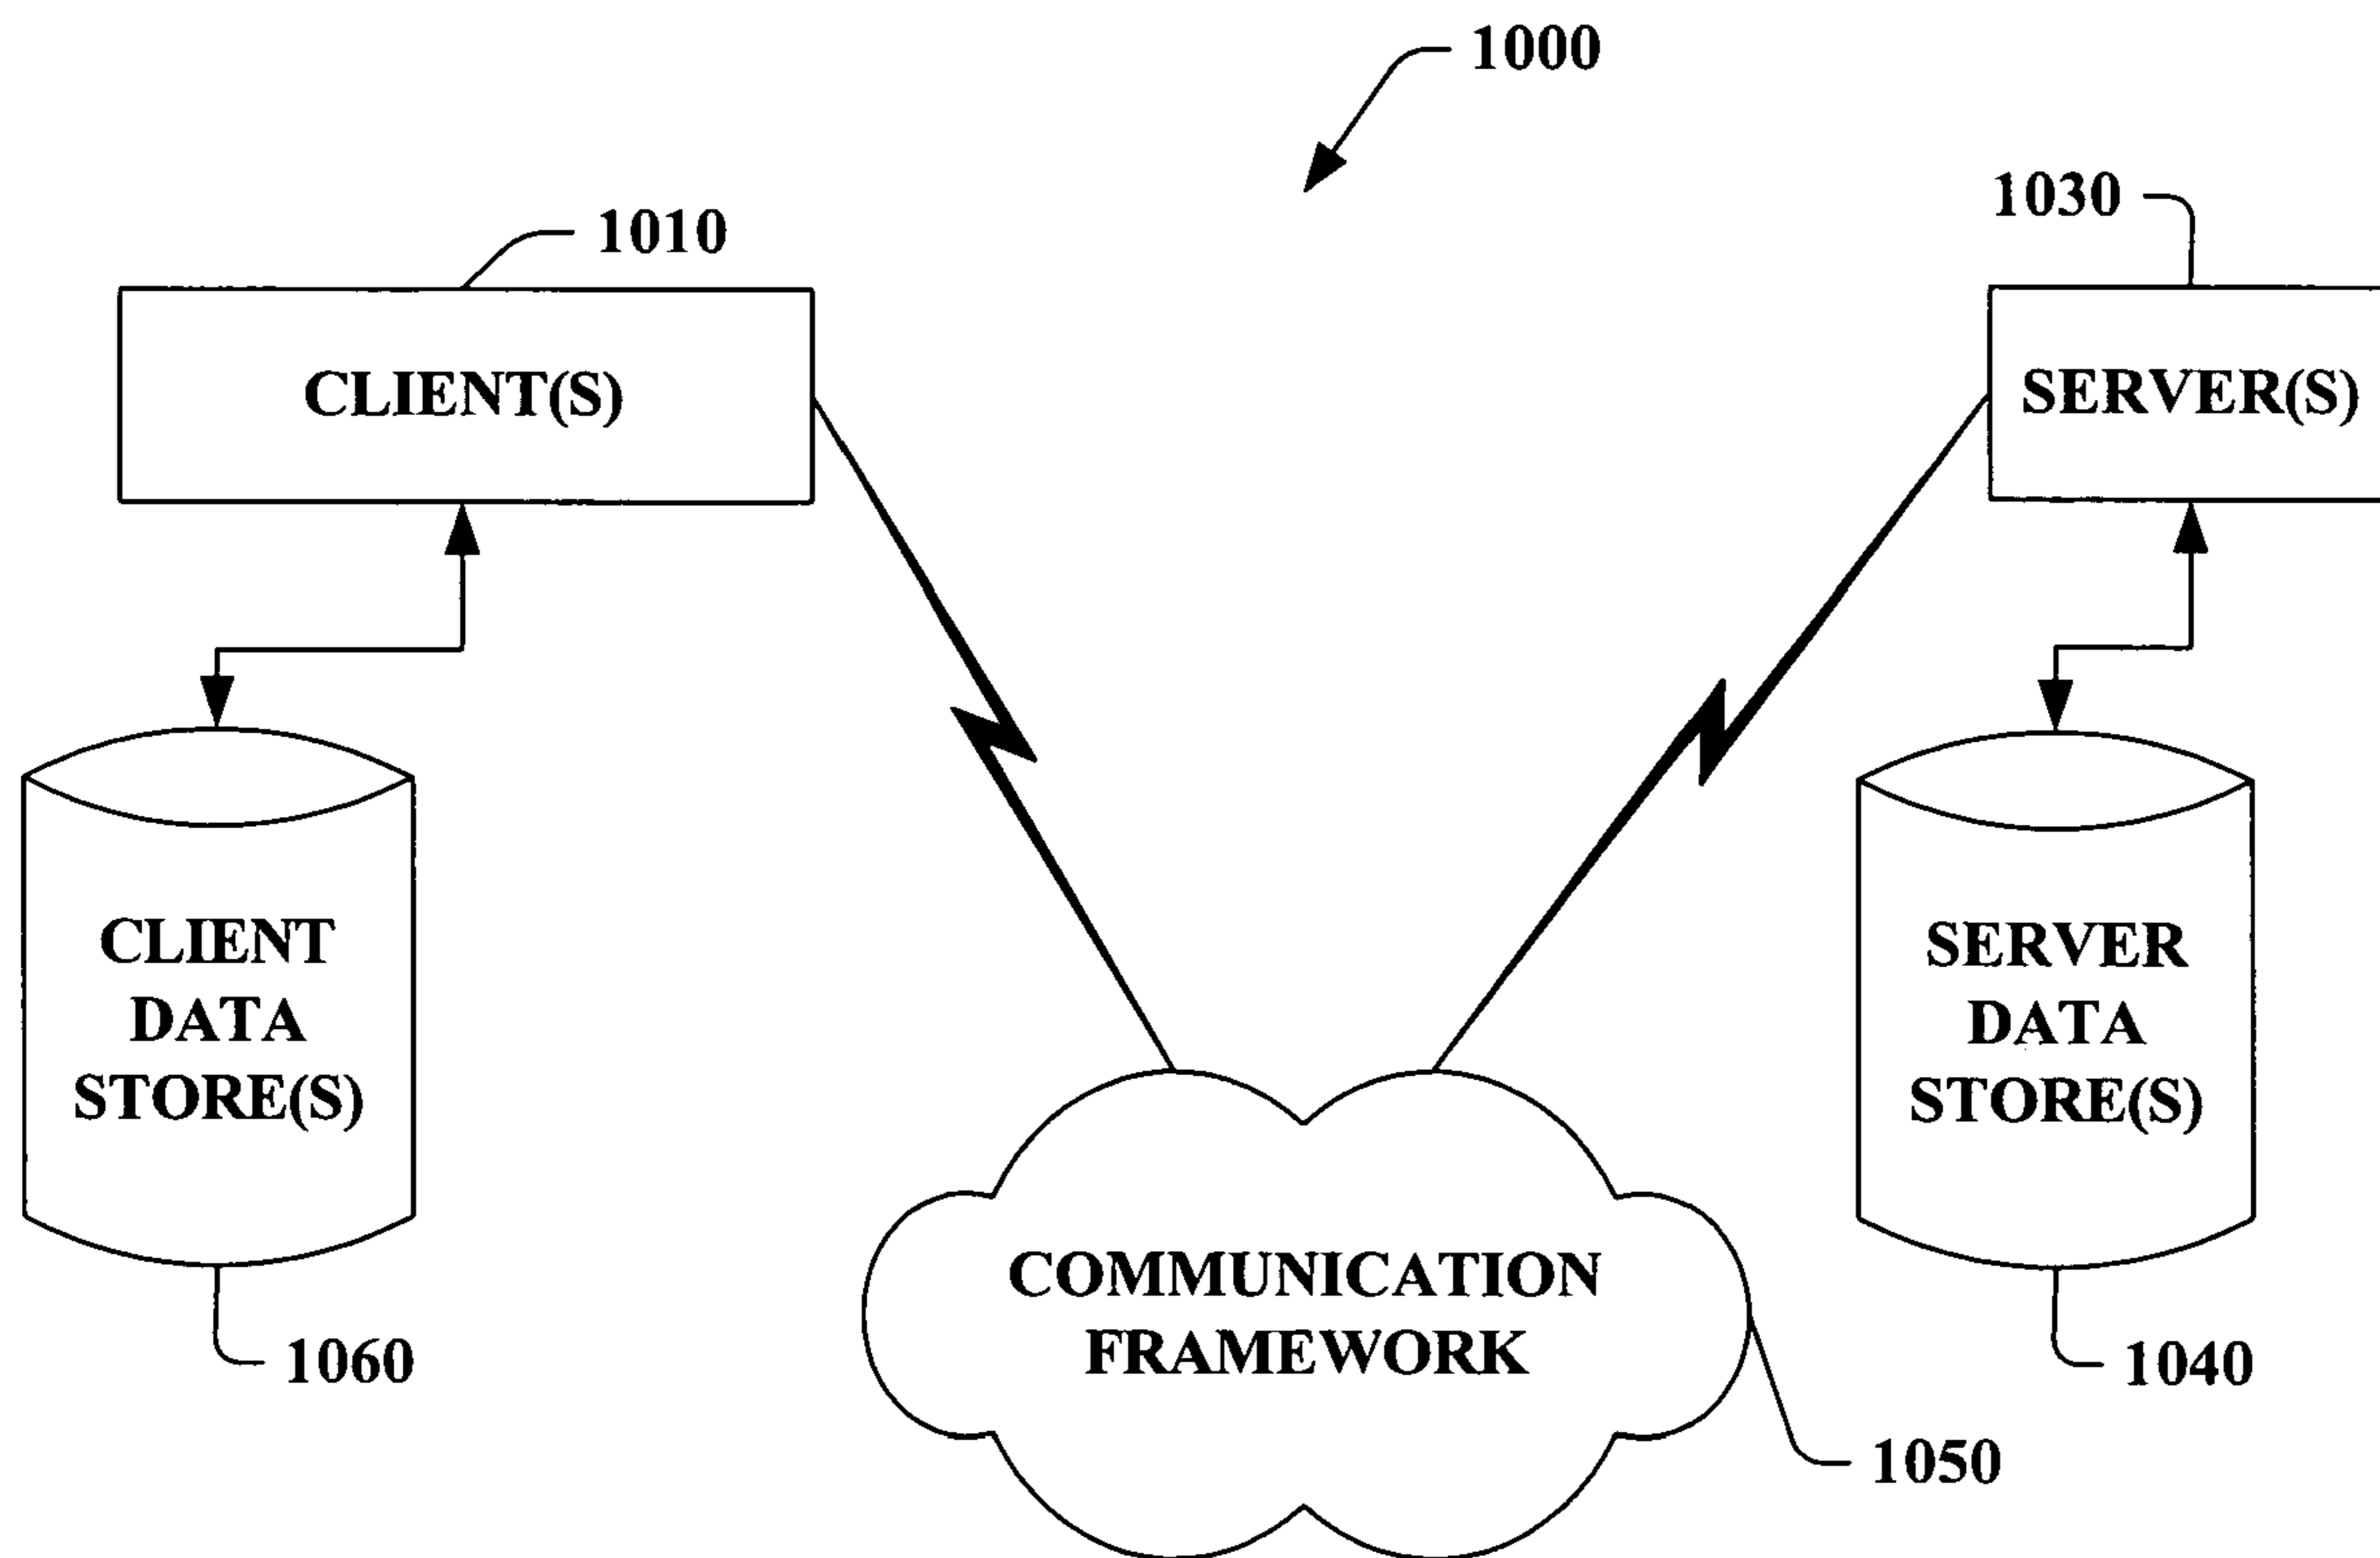 1000
1010
1030
CLIENT(S)
SERVER(S)
CLIENT
DATA
STORE(S)
SERVER
DATA
STORE(S)
COMMUNICATION
FRAMEWORK
1060
1040
1050